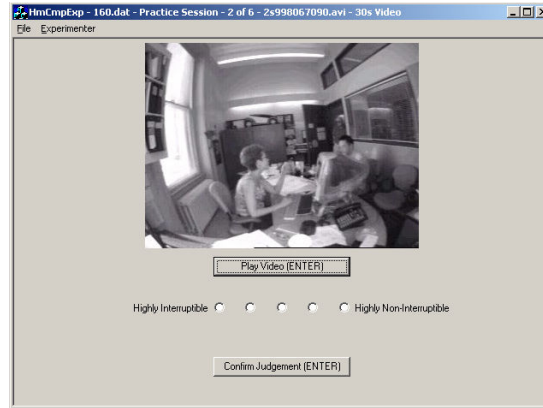 HmCmpExp - 160.dat - Practice Session - 2 of 6 - 2s998067090.avi - 30s Video
File Experimenter
Play Video (ENTER)
Highly Interruptible Highly Non-Interruptible
Confirm Judgement (ENTER)